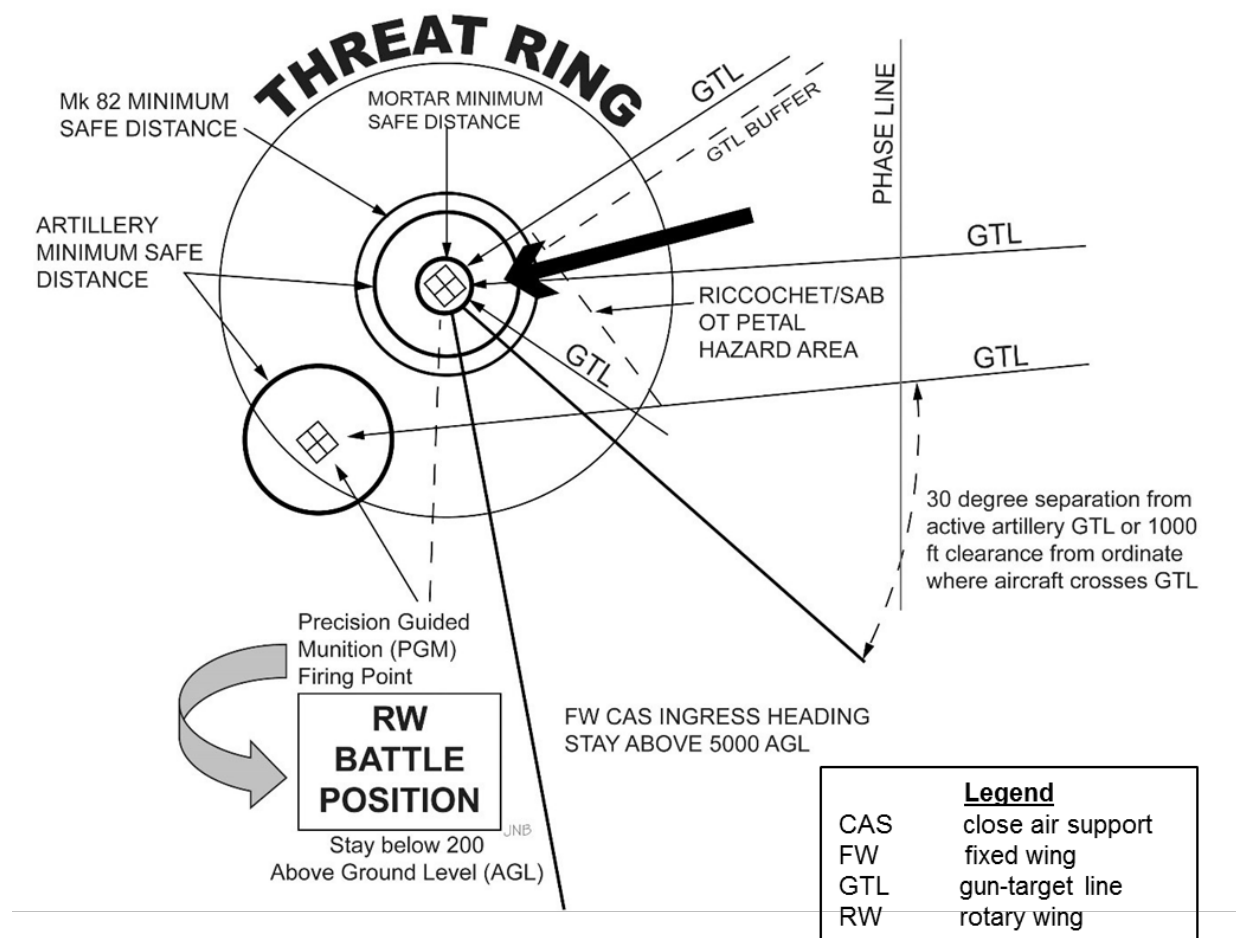 THREAT RING
Mk 82 MINIMUM
SAFE DISTANCE
MORTAR MINIMUM
SAFE DISTANCE
GTL
GTL BUFFER
PHASE LINE
ARTILLERY
MINIMUM SAFE
DISTANCE
GTL
RICCOCHET/SAB
OT PETAL
HAZARD AREA
GTL
GTL
30 degree separation from
active artillery GTL or 1000
ft clearance from ordinate
where aircraft crosses GTL
Precision Guided
Munition (PGM)
Firing Point
RW
BATTLE
POSITION
JNB
Stay below 200
Above Ground Level (AGL)
FW CAS INGRESS HEADING
STAY ABOVE 5000 AGL
Legend
CAS close air support
FW fixed wing
GTL gun-target line
RW rotary wing